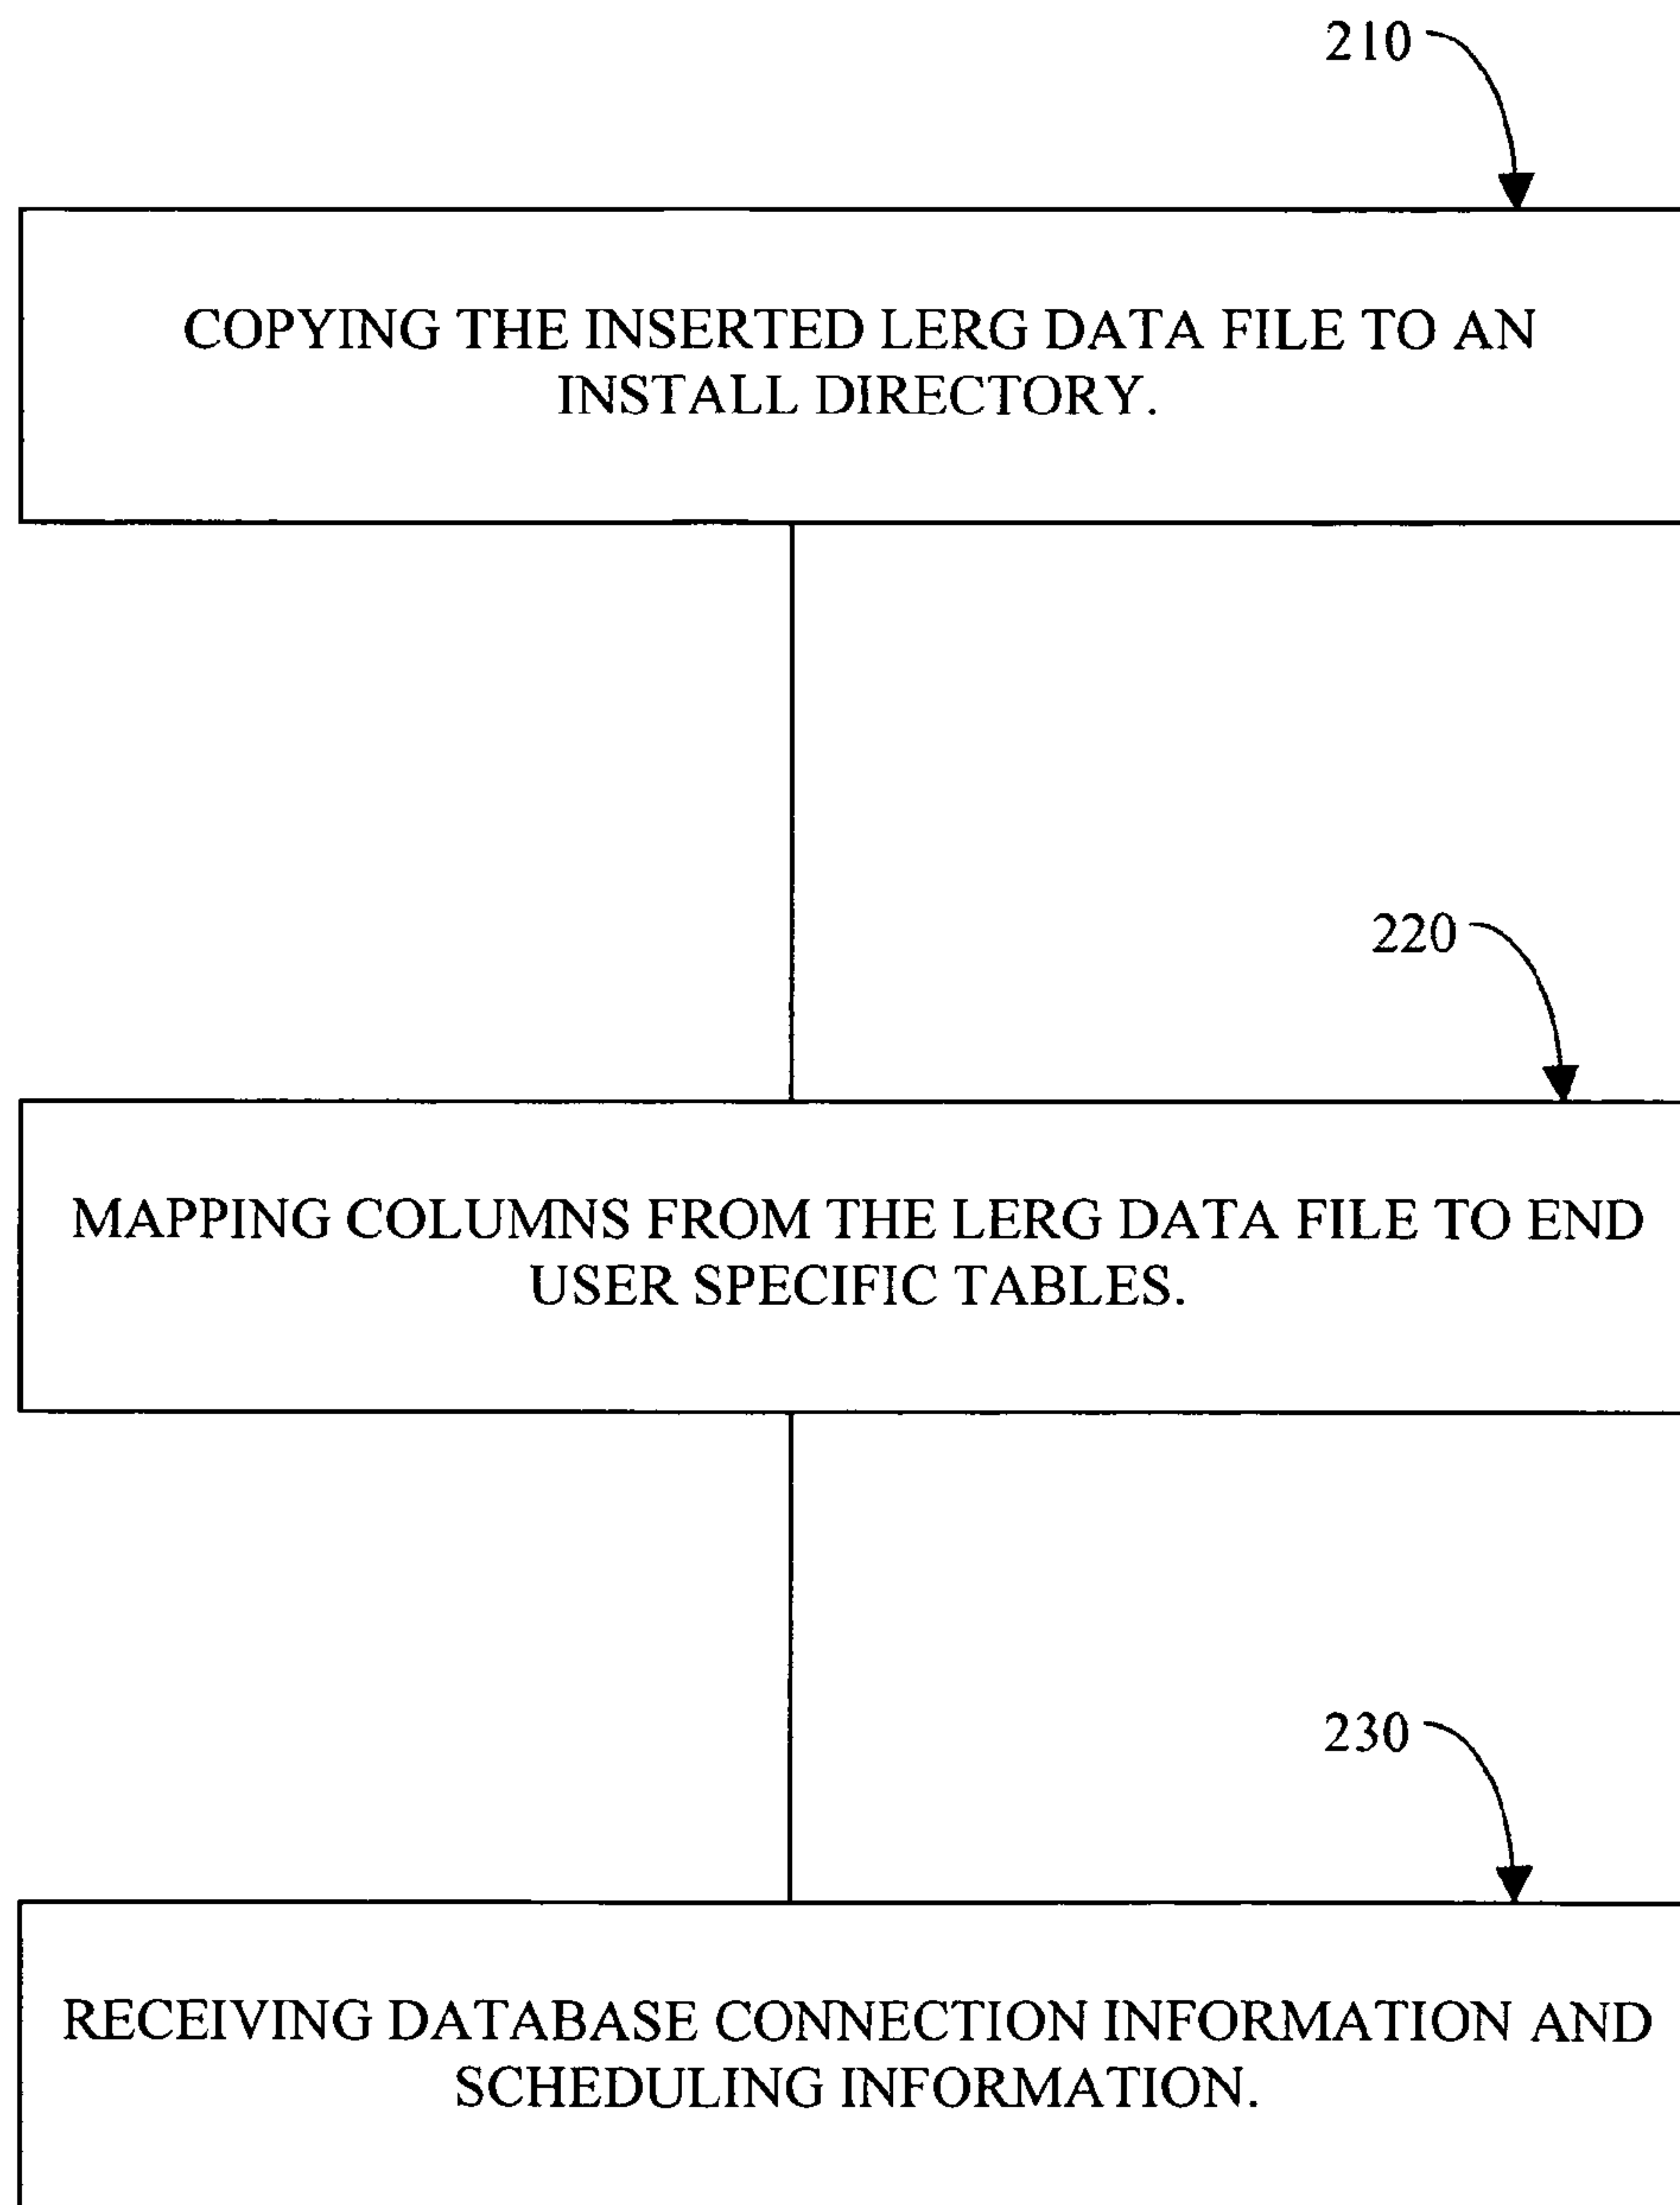 210
COPYING THE INSERTED LERG DATA FILE TO AN
INSTALL DIRECTORY.
220
MAPPING COLUMNS FROM THE LERG DATA FILE TO END
USER SPECIFIC TABLES.
230
RECEIVING DATABASE CONNECTION INFORMATION AND
SCHEDULING INFORMATION.